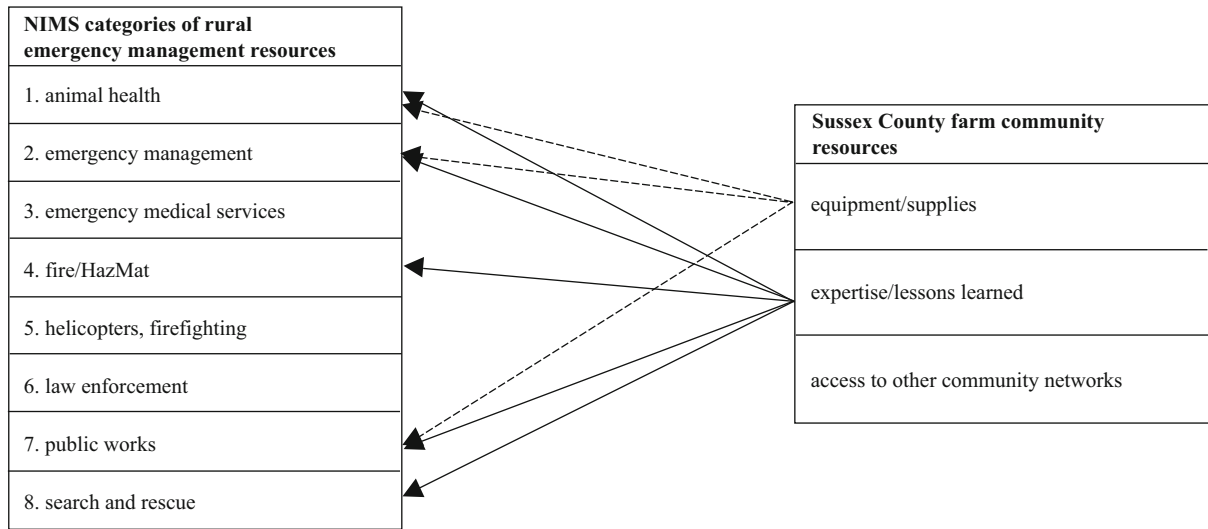 NIMS categories of rural
emergency management resources
1. animal health
2. emergency management
3. emergency medical services
4. fire/HazMat
5. helicopters, firefighting
6. law enforcement
7. public works
8. search and rescue
Sussex County farm community
resources
equipment/supplies
expertise/lessons learned
access to other community networks